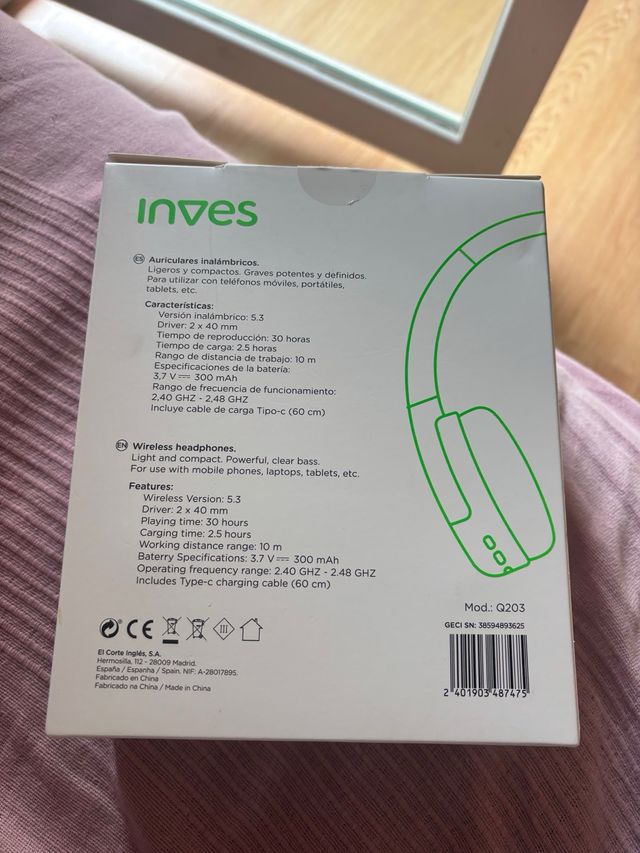 inves
ES Auriculares inalámbricos.
Ligeros y compactos. Graves potentes y definidos.
Para utilizar con teléfonos móviles, portátiles,
tablets, etc.
Características:
Versión inalámbrico: 5.3
Driver: 2 x 40 mm
Tiempo de reproducción: 30 horas
Tiempo de carga: 2.5 horas
Rango de distancia de trabajo: 10 m
Especificaciones de la batería:
3,7 V ⎓ 300 mAh
Rango de frecuencia de funcionamiento:
2,40 GHZ - 2,48 GHZ
Incluye cable de carga Tipo-c (60 cm)
EN Wireless headphones.
Light and compact. Powerful, clear bass.
For use with mobile phones, laptops, tablets, etc.
Features:
Wireless Version: 5.3
Driver: 2 x 40 mm
Playing time: 30 hours
Carging time: 2.5 hours
Working distance range: 10 m
Baterry Specifications: 3.7 V ⎓ 300 mAh
Operating frequency range: 2.40 GHZ - 2.48 GHZ
Includes Type-c charging cable (60 cm)
Mod.: Q203
GECI SN: 38594893625
2 401903 487475
CE
El Corte Inglés, S.A.
Hermosilla, 112 - 28009 Madrid.
España / Espanha / Spain. NIF: A-28017895.
Fabricado en China
Fabricado na China / Made in China